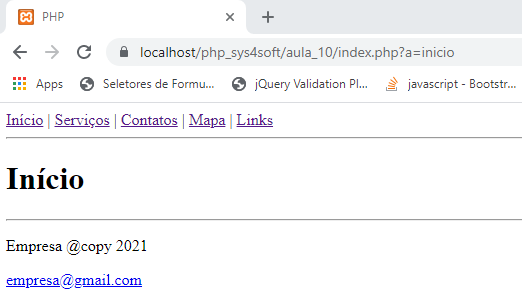 PHP
localhost/php_sys4soft/aula_10/index.php?a=inicio
Apps Seletores de Formu... jQuery Validation Pl... javascript - Bootstr...
Início | Serviços | Contatos | Mapa | Links
Início
Empresa @copy 2021
empresa@gmail.com